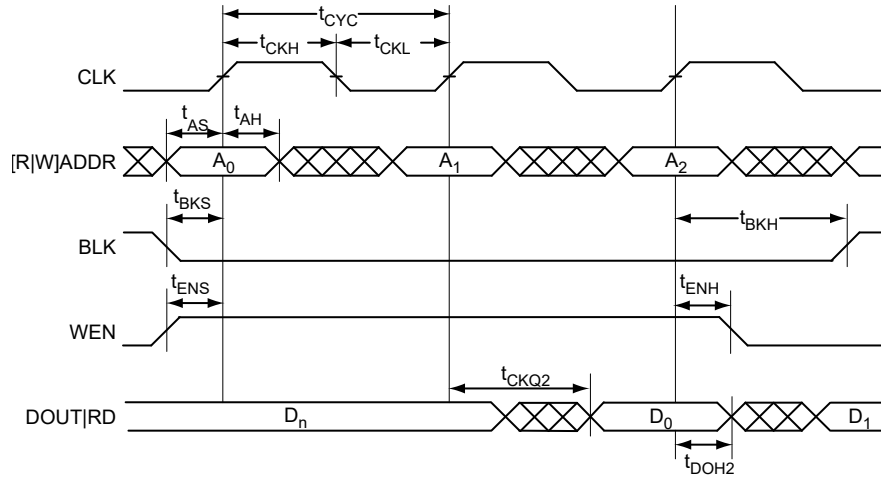 tCYC
tCKH tCKL
CLK
tAS tAH
[R|W]ADDR A0 A1 A2
tBKS tBKH
BLK
tENS tENH
WEN
tCKQ2
DOUT|RD Dn D0 D1
tDOH2